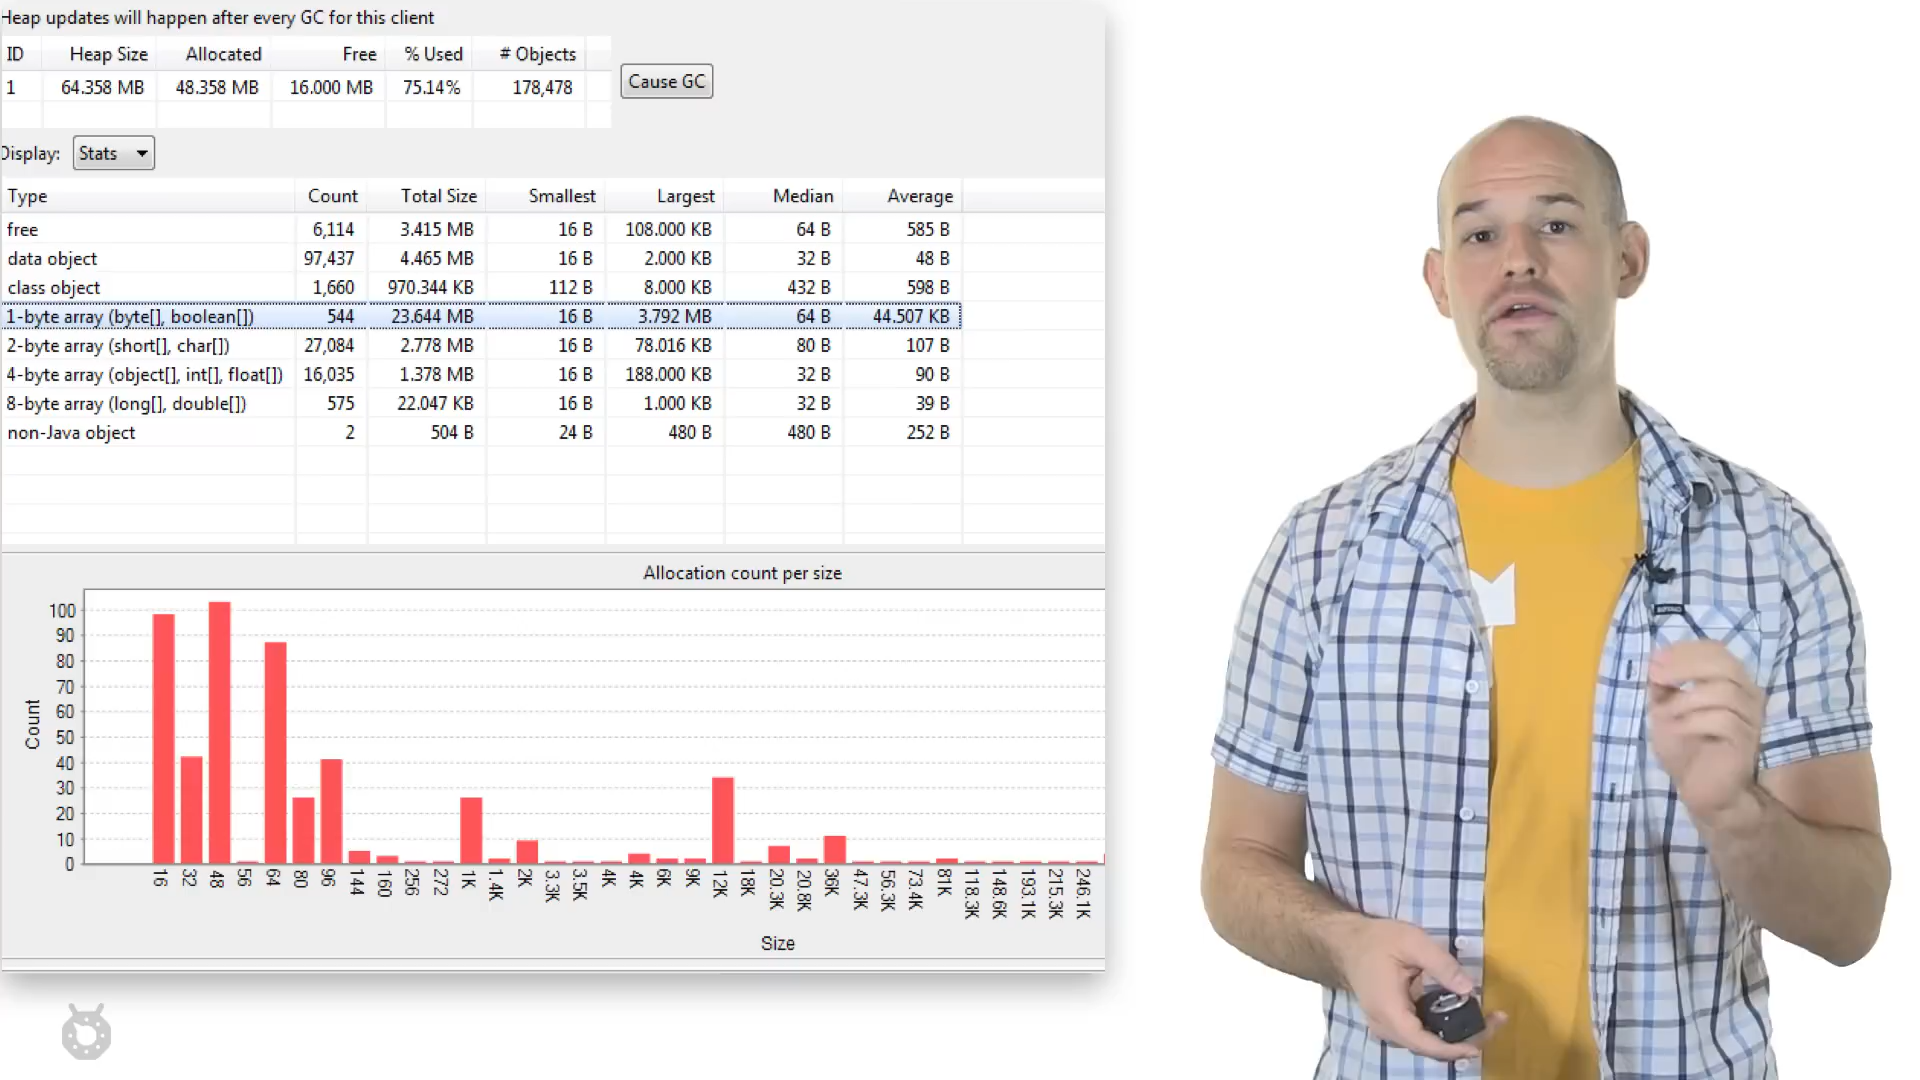 Heap updates will happen after every GC for this client
ID Heap Size Allocated Free % Used # Objects
1 64.358 MB 48.358 MB 16.000 MB 75.14% 178,478
Cause GC
Display: Stats
Type Count Total Size Smallest Largest Median Average
free 6,114 3.415 MB 16 B 108.000 KB 64 B 585 B
data object 97,437 4.465 MB 16 B 2.000 KB 32 B 48 B
class object 1,660 970.344 KB 112 B 8.000 KB 432 B 598 B
1-byte array (byte[], boolean[]) 544 23.644 MB 16 B 3.792 MB 64 B 44.507 KB
2-byte array (short[], char[]) 27,084 2.778 MB 16 B 78.016 KB 80 B 107 B
4-byte array (object[], int[], float[]) 16,035 1.378 MB 16 B 188.000 KB 32 B 90 B
8-byte array (long[], double[]) 575 22.047 KB 16 B 1.000 KB 32 B 39 B
non-Java object 2 504 B 24 B 480 B 480 B 252 B
Allocation count per size
Count
100
90
80
70
60
50
40
30
20
10
0
16 32 48 56 64 80 96 144 160 256 272 1K 1.4K 2K 3.3K 3.5K 4K 4K 6K 9K 12K 18K 20.3K 20.8K 36K 47.3K 56.3K 73.4K 81K 118.3K 148.6K 193.1K 215.3K 246.1K
Size